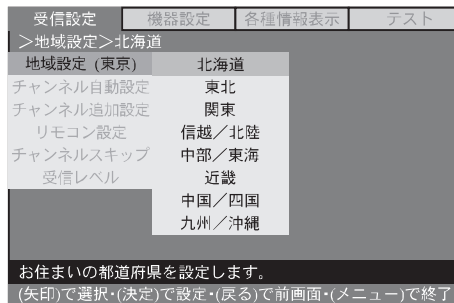 受信設定 機器設定 各種情報表示 テスト
＞地域設定＞北海道
地域設定 (東京) 北海道
チャンネル自動設定 東北
チャンネル追加設定 関東
リモコン設定 信越／北陸
チャンネルスキップ 中部／東海
受信レベル 近畿
中国／四国
九州／沖縄
お住まいの都道府県を設定します。
(矢印)で選択・(決定)で設定・(戻る)で前画面・(メニュー)で終了